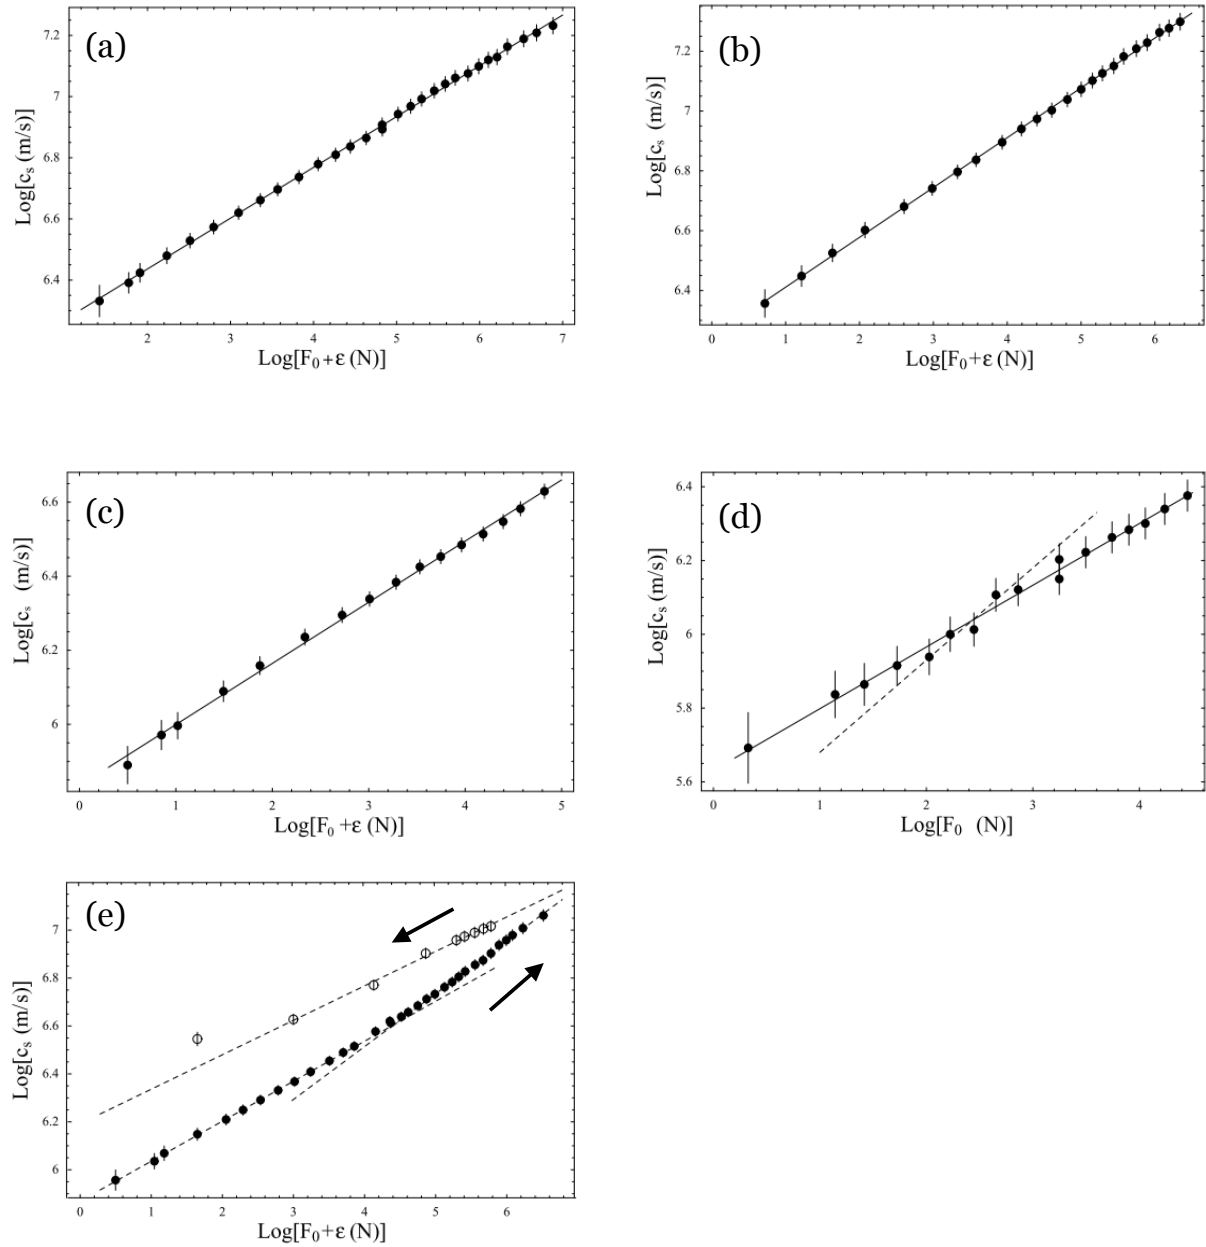 (a)
7.2
7
6.8
6.6
6.4
Log[cₛ (m/s)]
2 3 4 5 6 7
Log[F₀+ε (N)]
(b)
7.2
7
6.8
6.6
6.4
Log[cₛ (m/s)]
0 1 2 3 4 5 6
Log[F₀+ε (N)]
(c)
6.6
6.4
6.2
6
Log[cₛ (m/s)]
0 1 2 3 4 5
Log[F₀ +ε (N)]
(d)
6.4
6.2
6
5.8
5.6
Log[cₛ (m/s)]
0 1 2 3 4
Log[F₀ (N)]
(e)
7
6.8
6.6
6.4
6.2
6
Log[cₛ (m/s)]
0 1 2 3 4 5 6
Log[F₀+ε (N)]